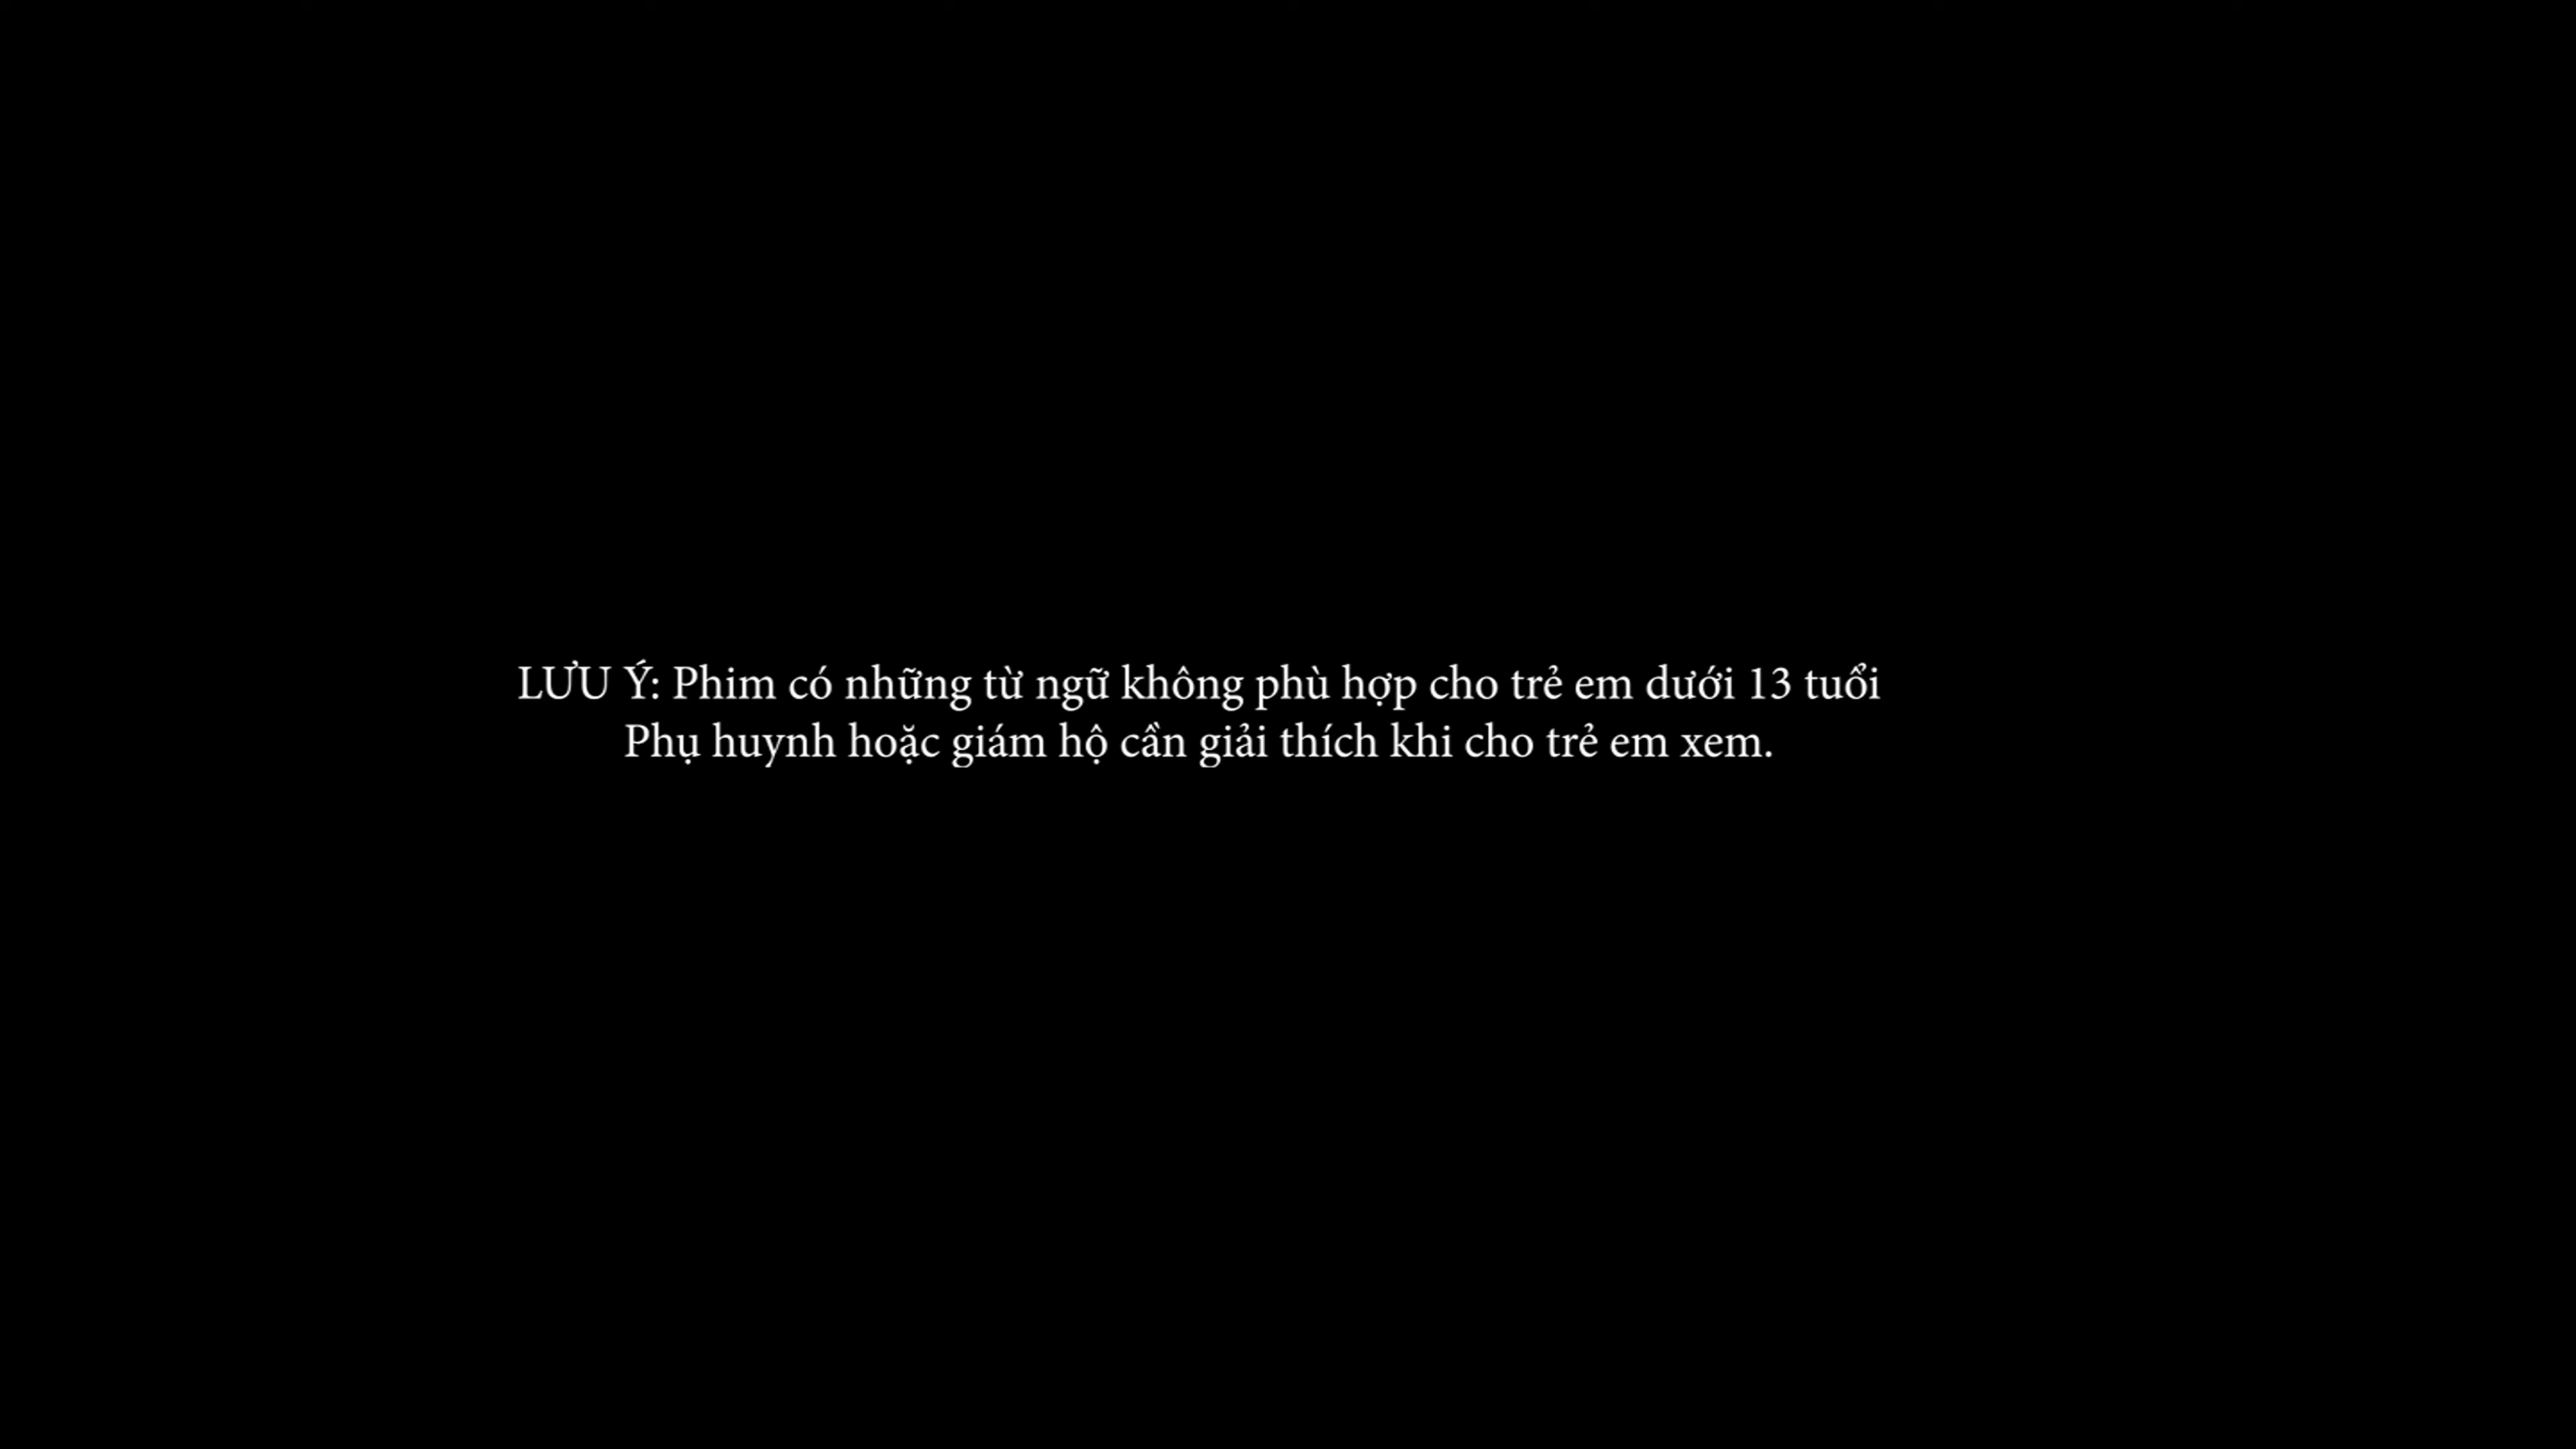 LƯU Ý: Phim có những từ ngữ không phù hợp cho trẻ em dưới 13 tuổi
Phụ huynh hoặc giám hộ cần giải thích khi cho trẻ em xem.